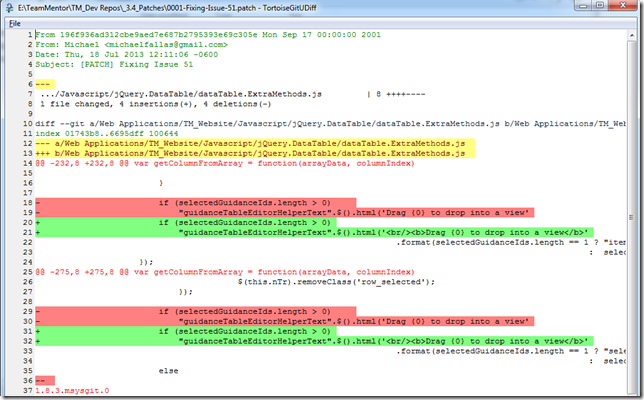 E:\TeamMentor\TM_Dev Repos\_3.4_Patches\0001-Fixing-Issue-51.patch - TortoiseGitUDiff
File
1 From 196f936ad312cbe9aed7e687b2795393e69c305e Mon Sep 17 00:00:00 2001
2 From: Michael <michaelfallas@gmail.com>
3 Date: Thu, 18 Jul 2013 12:11:06 -0600
4 Subject: [PATCH] Fixing Issue 51
5
6 ---
7 .../Javascript/jQuery.DataTable/dataTable.ExtraMethods.js | 8 ++++----
8 1 file changed, 4 insertions(+), 4 deletions(-)
9
10 diff --git a/Web Applications/TM_Website/Javascript/jQuery.DataTable/dataTable.ExtraMethods.js b/Web Applications/TM_Web
11 index 01743b8..6695dff 100644
12 --- a/Web Applications/TM_Website/Javascript/jQuery.DataTable/dataTable.ExtraMethods.js
13 +++ b/Web Applications/TM_Website/Javascript/jQuery.DataTable/dataTable.ExtraMethods.js
14 @@ -232,8 +232,8 @@ var getColumnFromArray = function(arrayData, columnIndex)
15
16 }
17
18 - if (selectedGuidanceIds.length > 0)
19 - "guidanceTableEditorHelperText".$().html('Drag {0} to drop into a view'
20 + if (selectedGuidanceIds.length > 0)
21 + "guidanceTableEditorHelperText".$().html('<br/><b>Drag {0} to drop into a view</b>'
22 .format(selectedGuidanceIds.length == 1 ? "item
23 : selec
24 });
25 @@ -275,8 +275,8 @@ var getColumnFromArray = function(arrayData, columnIndex)
26 $(this.nTr).removeClass('row_selected');
27 });
28
29 - if (selectedGuidanceIds.length > 0)
30 - "guidanceTableEditorHelperText".$().html('Drag {0} to drop into a view'
31 + if (selectedGuidanceIds.length > 0)
32 + "guidanceTableEditorHelperText".$().html('<br/><b>Drag {0} to drop into a view</b>'
33 .format(selectedGuidanceIds.length == 1 ? "sele
34 : selec
35 else
36 --
37 1.8.3.msysgit.0